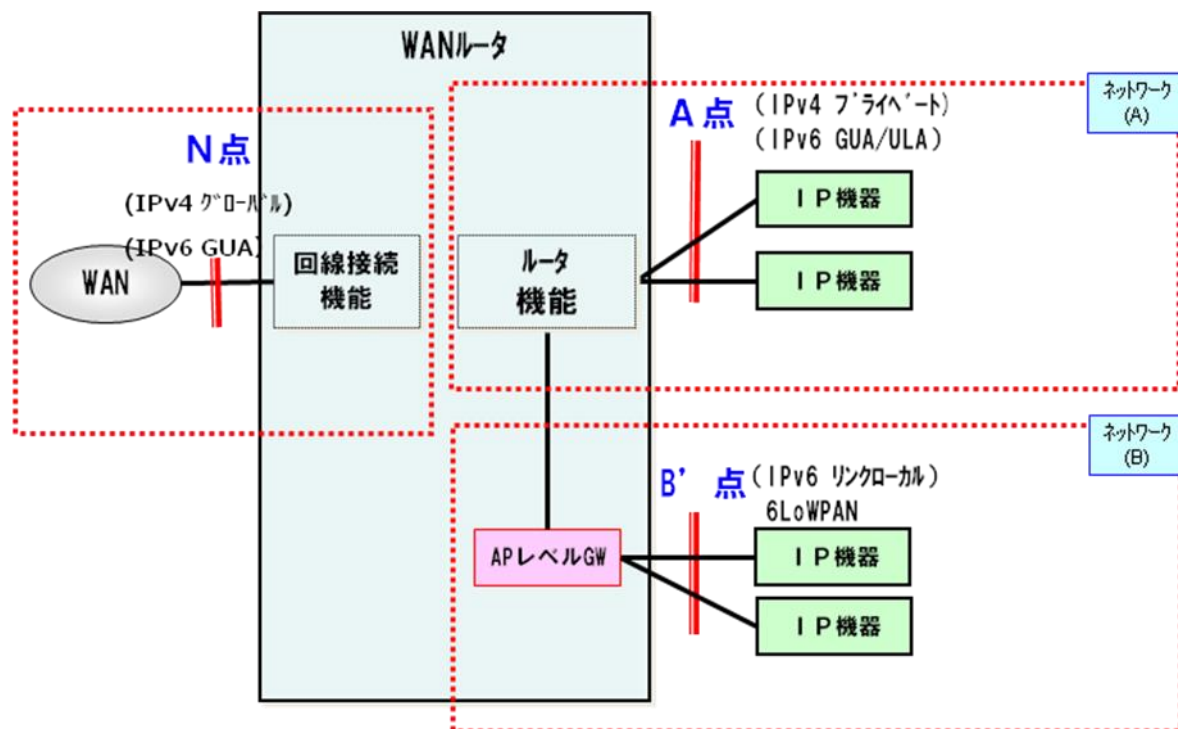 WANルータ
ネットワーク
(A)
N点
(IPv4 グローバル)
(IPv6 GUA)
WAN
回線接続
機能
A点
(IPv4 プライベート)
(IPv6 GUA/ULA)
IP機器
IP機器
ルータ
機能
ネットワーク
(B)
B' 点
(IPv6 リンクローカル)
6LoWPAN
APレベルGW
IP機器
IP機器